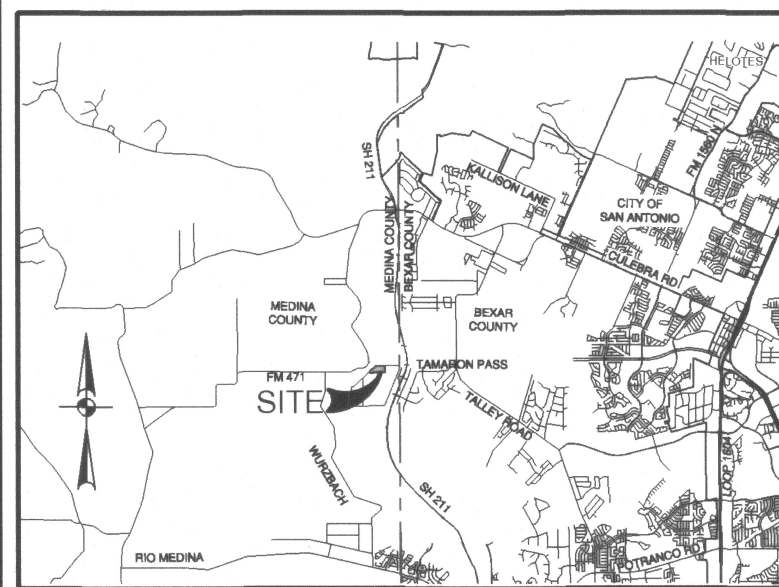 HELOTES
FM 1560 N
SH 211
KALLISON LANE
CITY OF
SAN ANTONIO
MEDINA COUNTY
BEXAR COUNTY
CULEBRA RD
MEDINA
COUNTY
BEXAR
COUNTY
TAMARON PASS
FM 471
SITE
TALLEY ROAD
WURZBACH
SH 211
LOOP 1604
RIO MEDINA
POTRANCO RD